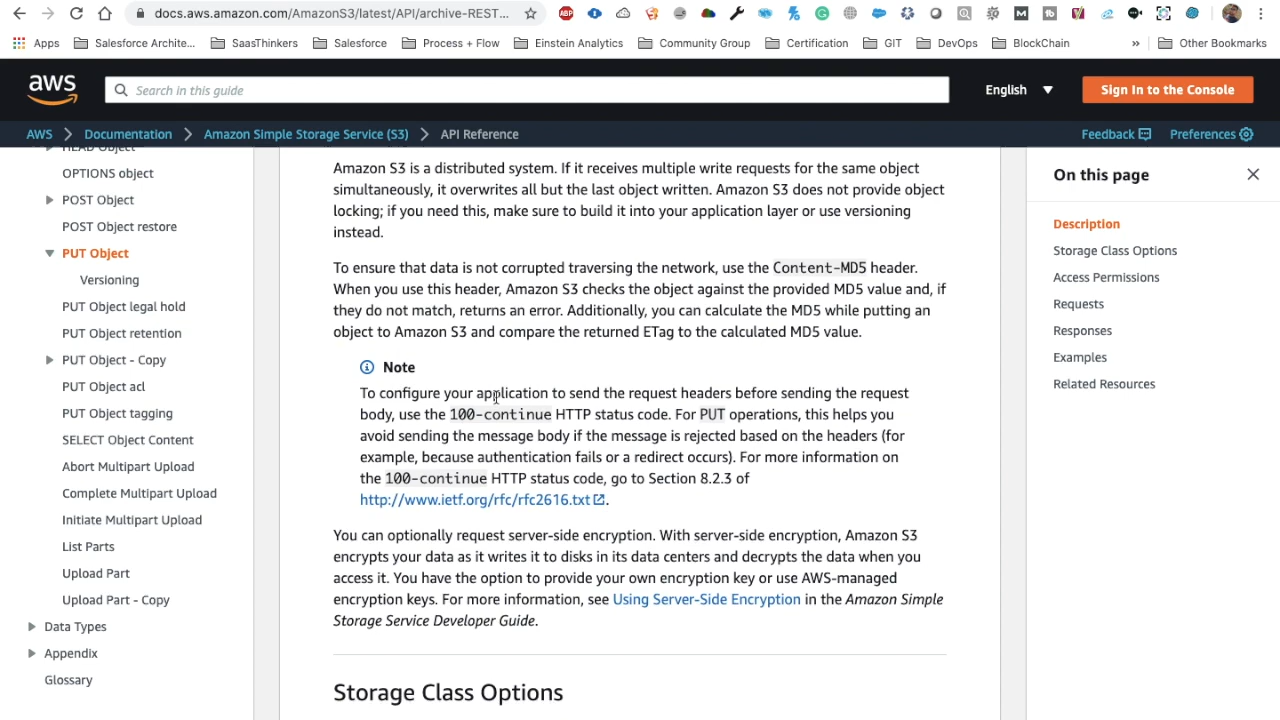 docs.aws.amazon.com/AmazonS3/latest/API/archive-REST...
Apps Salesforce Archite... SaasThinkers Salesforce Process + Flow Einstein Analytics Community Group Certification GIT DevOps BlockChain » Other Bookmarks
aws Search in this guide English Sign In to the Console
AWS Documentation Amazon Simple Storage Service (S3) API Reference Feedback Preferences
HEAD Object
OPTIONS object
POST Object
POST Object restore
PUT Object
Versioning
PUT Object legal hold
PUT Object retention
PUT Object - Copy
PUT Object acl
PUT Object tagging
SELECT Object Content
Abort Multipart Upload
Complete Multipart Upload
Initiate Multipart Upload
List Parts
Upload Part
Upload Part - Copy
Data Types
Appendix
Glossary
Amazon S3 is a distributed system. If it receives multiple write requests for the same object
simultaneously, it overwrites all but the last object written. Amazon S3 does not provide object
locking; if you need this, make sure to build it into your application layer or use versioning
instead.
To ensure that data is not corrupted traversing the network, use the Content-MD5 header.
When you use this header, Amazon S3 checks the object against the provided MD5 value and, if
they do not match, returns an error. Additionally, you can calculate the MD5 while putting an
object to Amazon S3 and compare the returned ETag to the calculated MD5 value.
Note
To configure your application to send the request headers before sending the request
body, use the 100-continue HTTP status code. For PUT operations, this helps you
avoid sending the message body if the message is rejected based on the headers (for
example, because authentication fails or a redirect occurs). For more information on
the 100-continue HTTP status code, go to Section 8.2.3 of
http://www.ietf.org/rfc/rfc2616.txt.
You can optionally request server-side encryption. With server-side encryption, Amazon S3
encrypts your data as it writes it to disks in its data centers and decrypts the data when you
access it. You have the option to provide your own encryption key or use AWS-managed
encryption keys. For more information, see Using Server-Side Encryption in the Amazon Simple
Storage Service Developer Guide.
Storage Class Options
On this page
Description
Storage Class Options
Access Permissions
Requests
Responses
Examples
Related Resources